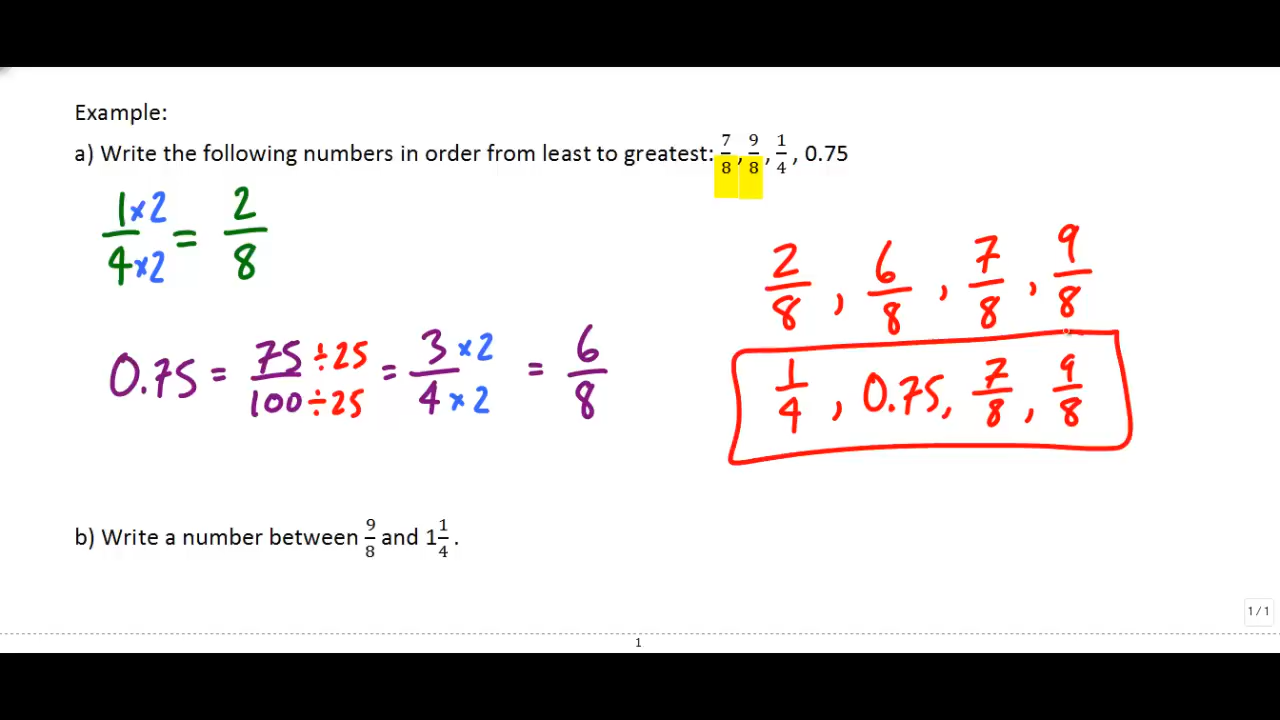 Example:
a) Write the following numbers in order from least to greatest: 7/8, 9/8, 1/4, 0.75
1×2/4×2 = 2/8
2/8, 6/8, 7/8, 9/8
0.75 = 75÷25/100÷25 = 3×2/4×2 = 6/8
1/4, 0.75, 7/8, 9/8
b) Write a number between 9/8 and 1 1/4.
1/1
1